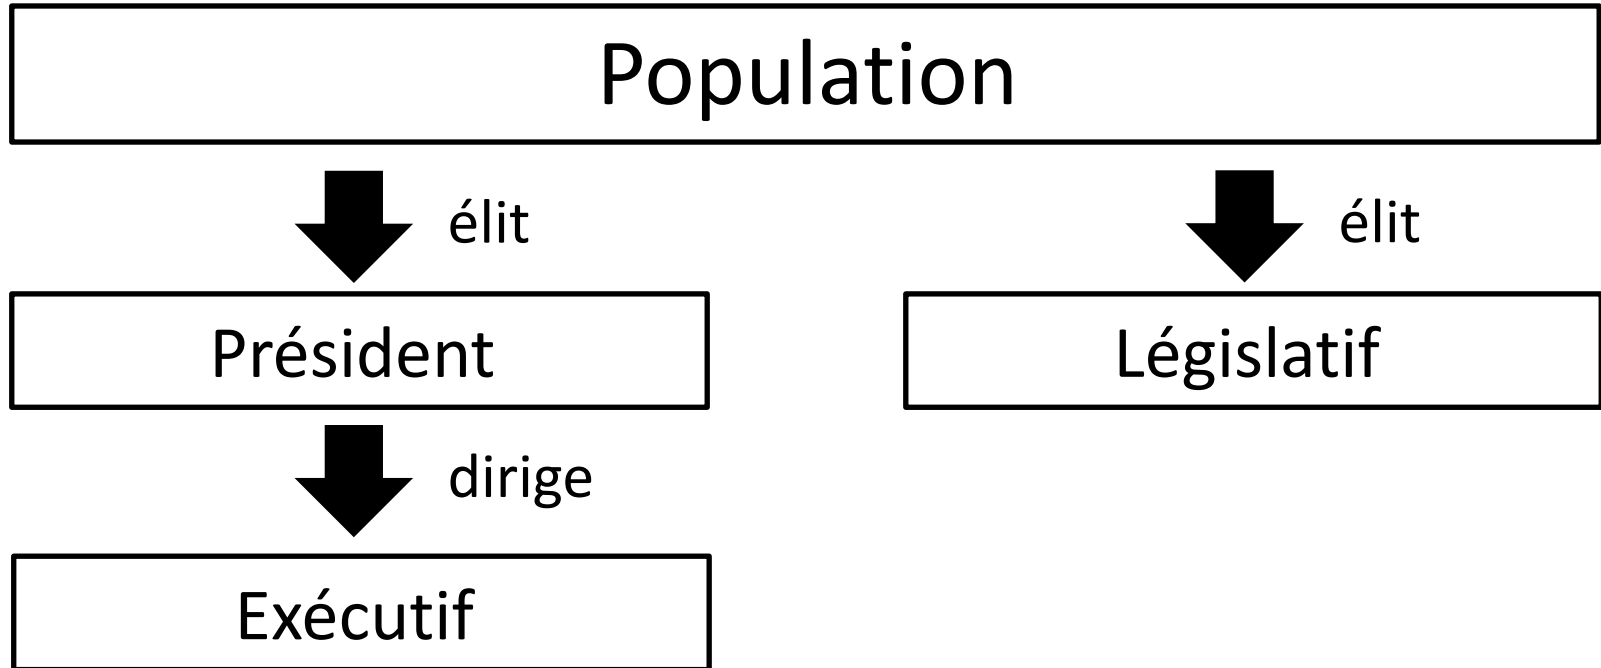 Population
élit
élit
Président
Législatif
dirige
Exécutif